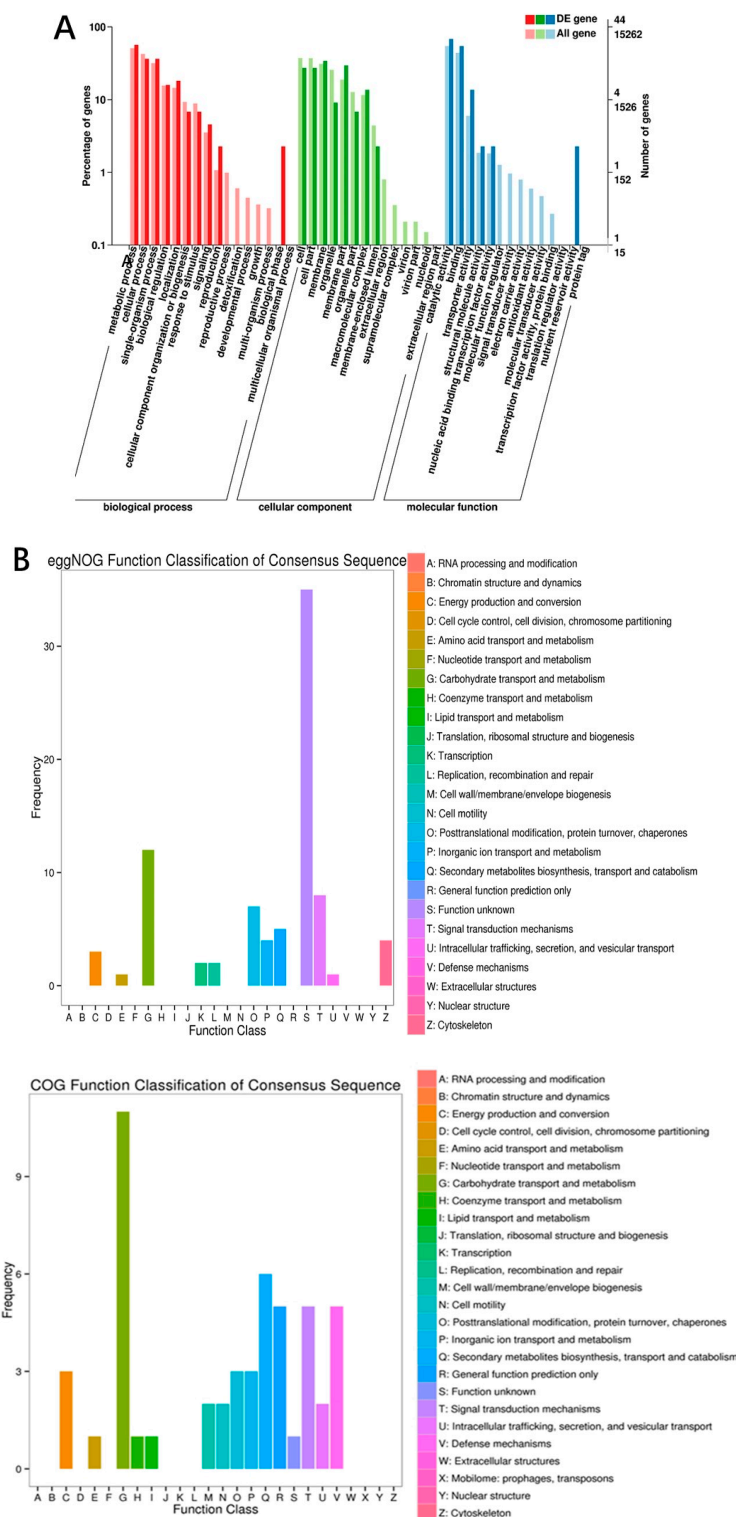 A
DE gene
All gene
44
15262
4
1526
1
152
1
15
Number of genes
100
10
1
0.1
Percentage of genes
A
metabolic process
cellular process
single-organism process
biological regulation
localization
cellular component organization or biogenesis
response to stimulus
signaling
reproduction
reproductive process
detoxification
developmental process
growth
multi-organism process
biological phase
multicellular organismal process
cell
cell part
membrane
organelle
membrane part
organelle part
macromolecular complex
membrane-enclosed lumen
extracellular region
supramolecular complex
virion
virion part
nucleoid
extracellular region part
catalytic activity
binding
transporter activity
structural molecule activity
nucleic acid binding transcription factor activity
molecular function regulator
signal transducer activity
electron carrier activity
antioxidant activity
molecular transducer activity
transcription factor activity, protein binding
translation regulator activity
nutrient reservoir activity
protein tag
biological process
cellular component
molecular function
B
eggNOG Function Classification of Consensus Sequence
Frequency
30
20
10
0
A B C D E F G H I J K L M N O P Q R S T U V W Y Z
Function Class
A: RNA processing and modification
B: Chromatin structure and dynamics
C: Energy production and conversion
D: Cell cycle control, cell division, chromosome partitioning
E: Amino acid transport and metabolism
F: Nucleotide transport and metabolism
G: Carbohydrate transport and metabolism
H: Coenzyme transport and metabolism
I: Lipid transport and metabolism
J: Translation, ribosomal structure and biogenesis
K: Transcription
L: Replication, recombination and repair
M: Cell wall/membrane/envelope biogenesis
N: Cell motility
O: Posttranslational modification, protein turnover, chaperones
P: Inorganic ion transport and metabolism
Q: Secondary metabolites biosynthesis, transport and catabolism
R: General function prediction only
S: Function unknown
T: Signal transduction mechanisms
U: Intracellular trafficking, secretion, and vesicular transport
V: Defense mechanisms
W: Extracellular structures
Y: Nuclear structure
Z: Cytoskeleton
COG Function Classification of Consensus Sequence
Frequency
9
6
3
0
A B C D E F G H I J K L M N O P Q R S T U V W X Y Z
Function Class
A: RNA processing and modification
B: Chromatin structure and dynamics
C: Energy production and conversion
D: Cell cycle control, cell division, chromosome partitioning
E: Amino acid transport and metabolism
F: Nucleotide transport and metabolism
G: Carbohydrate transport and metabolism
H: Coenzyme transport and metabolism
I: Lipid transport and metabolism
J: Translation, ribosomal structure and biogenesis
K: Transcription
L: Replication, recombination and repair
M: Cell wall/membrane/envelope biogenesis
N: Cell motility
O: Posttranslational modification, protein turnover, chaperones
P: Inorganic ion transport and metabolism
Q: Secondary metabolites biosynthesis, transport and catabolism
R: General function prediction only
S: Function unknown
T: Signal transduction mechanisms
U: Intracellular trafficking, secretion, and vesicular transport
V: Defense mechanisms
W: Extracellular structures
X: Mobilome: prophages, transposons
Y: Nuclear structure
Z: Cytoskeleton